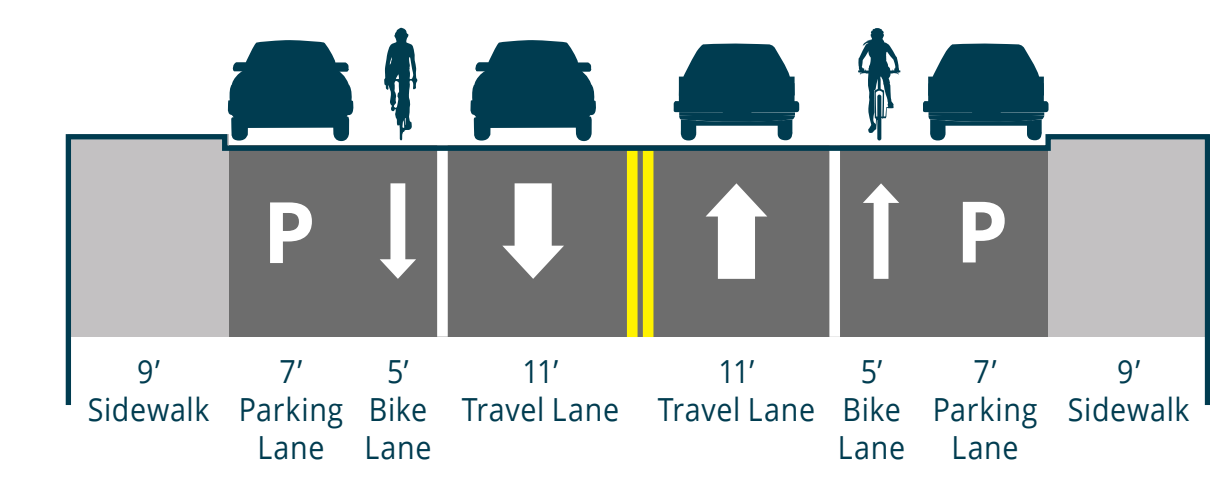 P
P
9’
Sidewalk
7’
Parking
Lane
5’
Bike
Lane
11’
Travel Lane
11’
Travel Lane
5’
Bike
Lane
7’
Parking
Lane
9’
Sidewalk